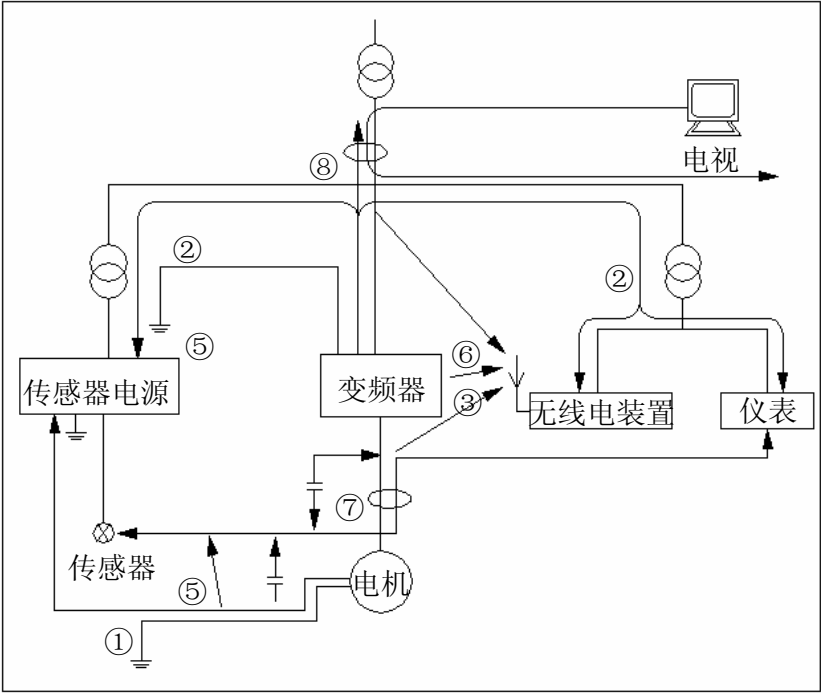 电视
⑧
②
②
⑤
⑥
传感器电源
变频器
③
无线电装置
仪表
⑦
传感器
⑤
电机
①